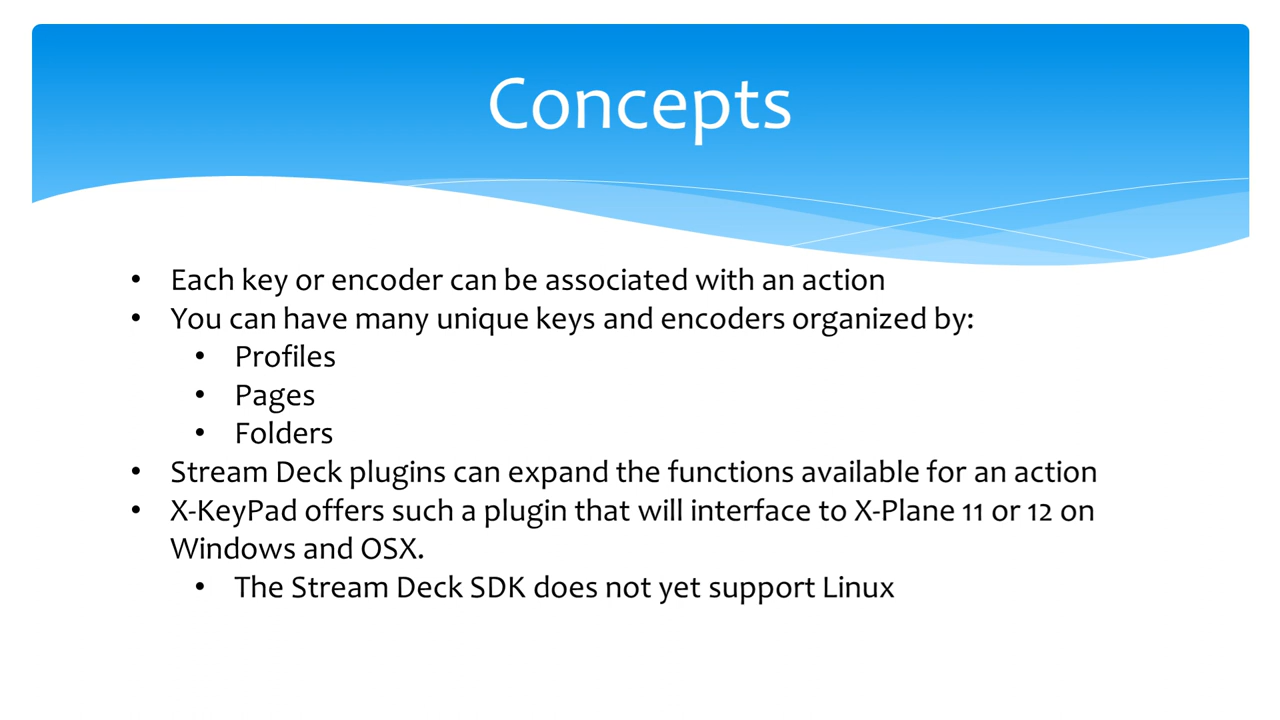 Concepts
• Each key or encoder can be associated with an action
• You can have many unique keys and encoders organized by:
• Profiles
• Pages
• Folders
• Stream Deck plugins can expand the functions available for an action
• X-KeyPad offers such a plugin that will interface to X-Plane 11 or 12 on
Windows and OSX.
• The Stream Deck SDK does not yet support Linux